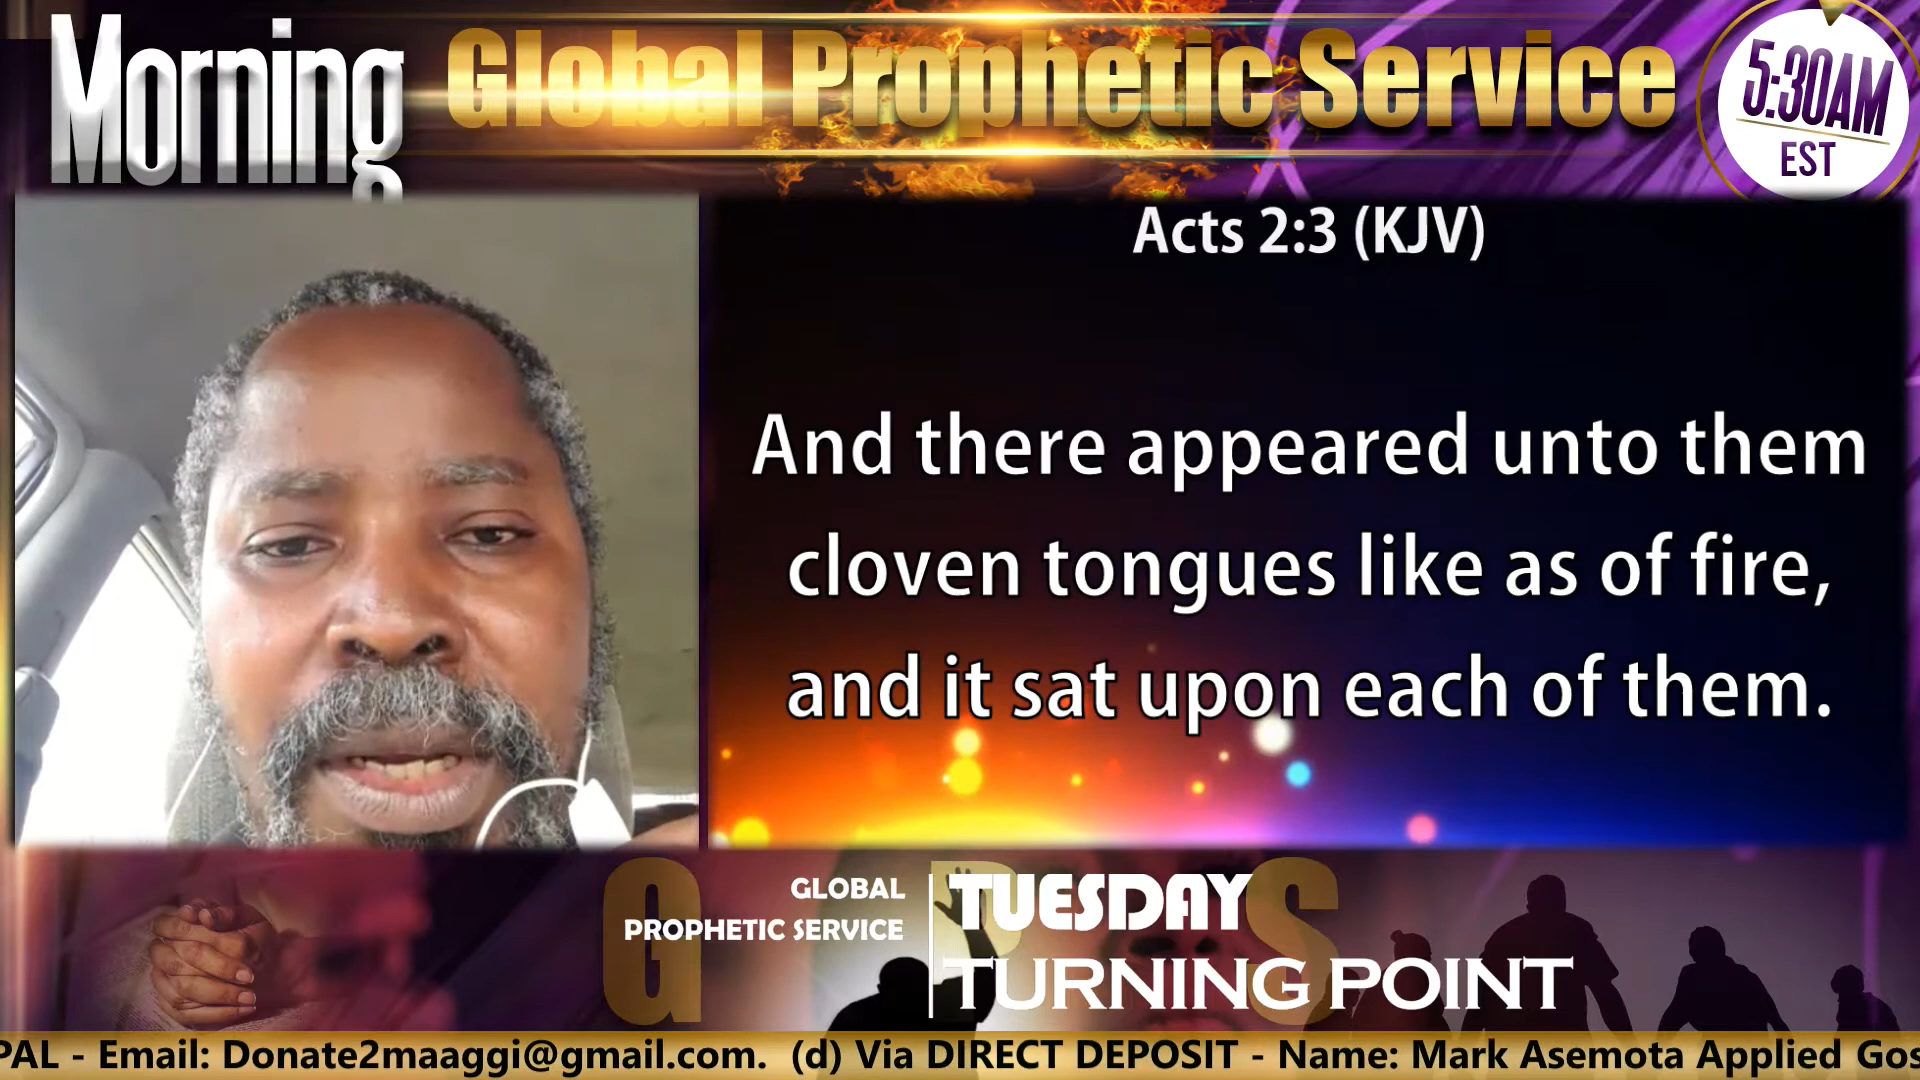 Morning
Global Prophetic Service
5:30AM
EST
Acts 2:3 (KJV)
And there appeared unto them
cloven tongues like as of fire,
and it sat upon each of them.
G P S
GLOBAL
PROPHETIC SERVICE
TUESDAY
TURNING POINT
PAL - Email: Donate2maaggi@gmail.com. (d) Via DIRECT DEPOSIT - Name: Mark Asemota Applied Gos